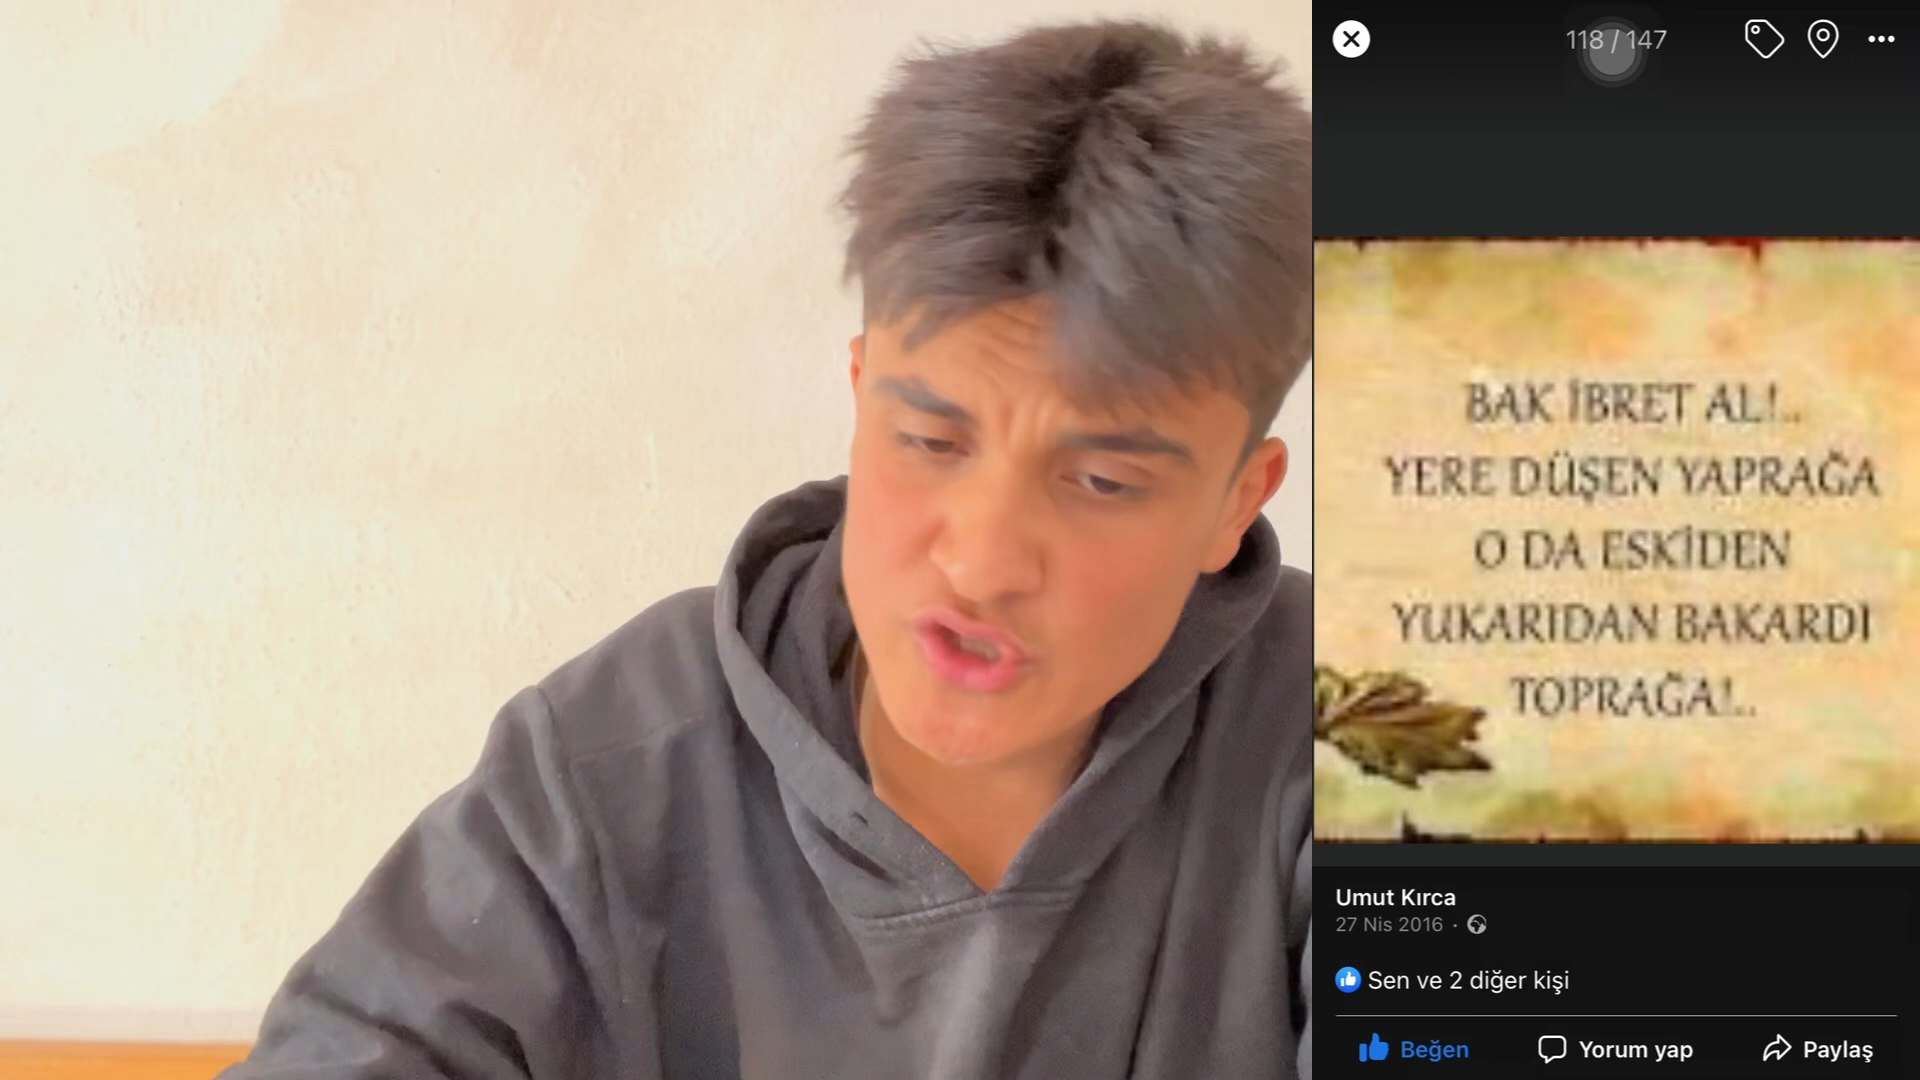 118 / 147
BAK İBRET AL!..
YERE DÜŞEN YAPRAĞA
O DA ESKİDEN
YUKARIDAN BAKARDI
TOPRAĞA!..
Umut Kırca
27 Nis 2016 ·
Sen ve 2 diğer kişi
Beğen
Yorum yap
Paylaş